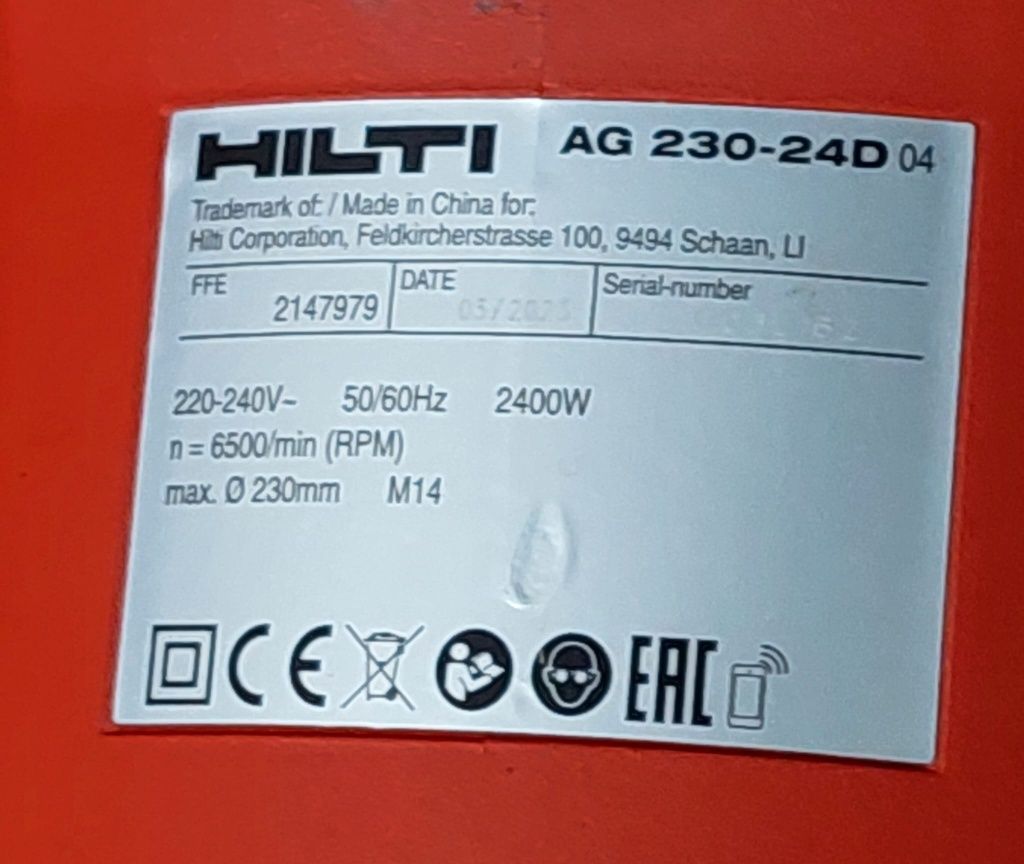 HILTI AG 230-24D 04
Trademark of: / Made in China for:
Hilti Corporation, Feldkircherstrasse 100, 9494 Schaan, LI
FFE DATE Serial-number
2147979
220-240V~ 50/60Hz 2400W
n = 6500/min (RPM)
max. Ø 230mm M14
CE EAC